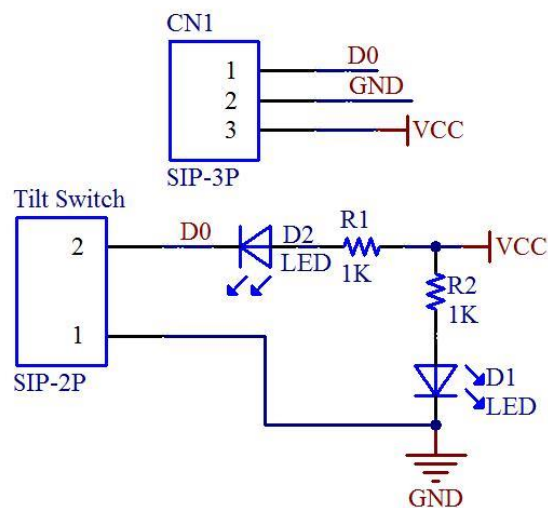 CN1
1 D0
2 GND
3 VCC
SIP-3P
Tilt Switch
2 D0 D2 R1 VCC
LED 1K R2
1K
1
SIP-2P D1
LED
GND